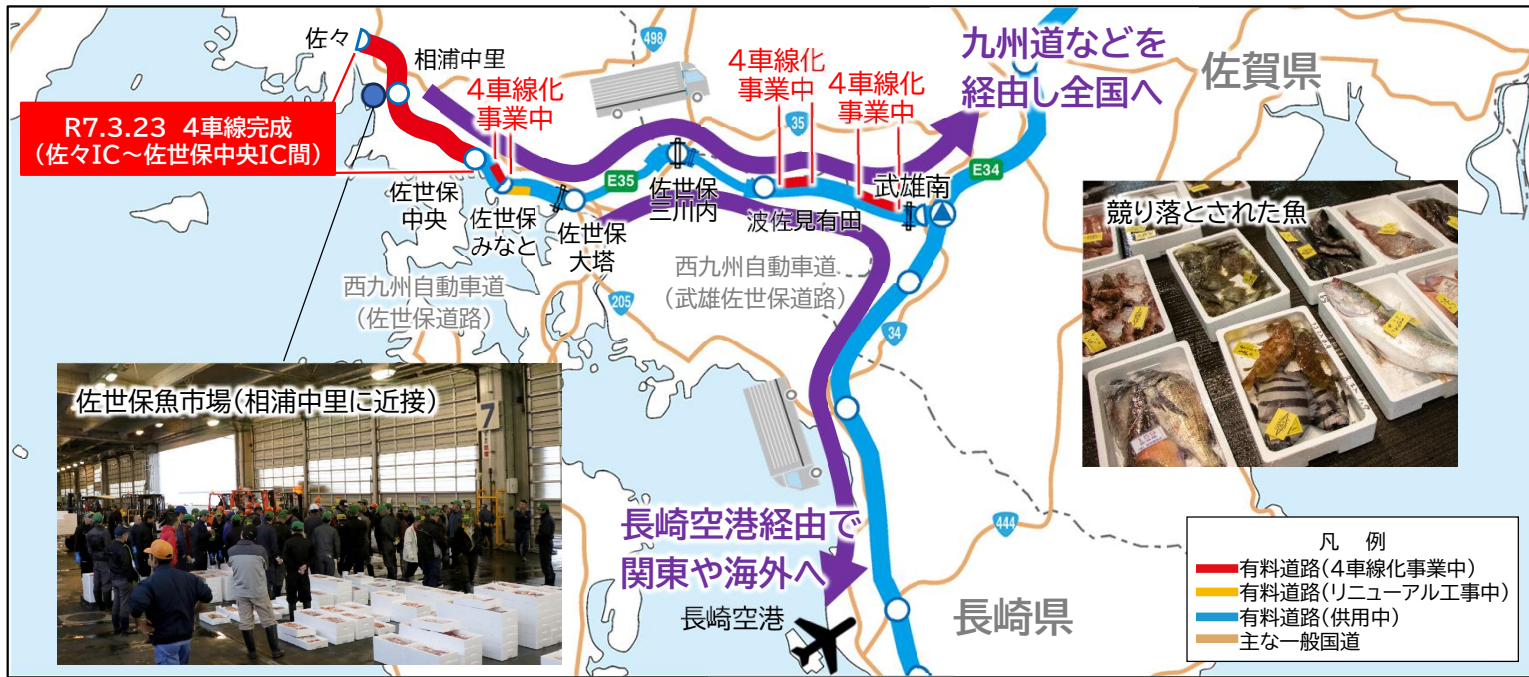 佐々
相浦中里
498
4車線化
事業中
R7.3.23 4車線完成
(佐々IC~佐世保中央IC間)
佐世保
中央
佐世保
みなと
佐世保
大塔
E35
佐世保
三川内
波佐見有田
4車線化
事業中
35
4車線化
事業中
武雄南
E34
九州道などを
経由し全国へ
佐賀県
西九州自動車道
(佐世保道路)
205
西九州自動車道
(武雄佐世保道路)
34
競り落とされた魚
佐世保魚市場(相浦中里に近接)
7
長崎空港経由で
関東や海外へ
長崎空港
444
長崎県
凡 例
有料道路(4車線化事業中)
有料道路(リニューアル工事中)
有料道路(供用中)
主な一般国道